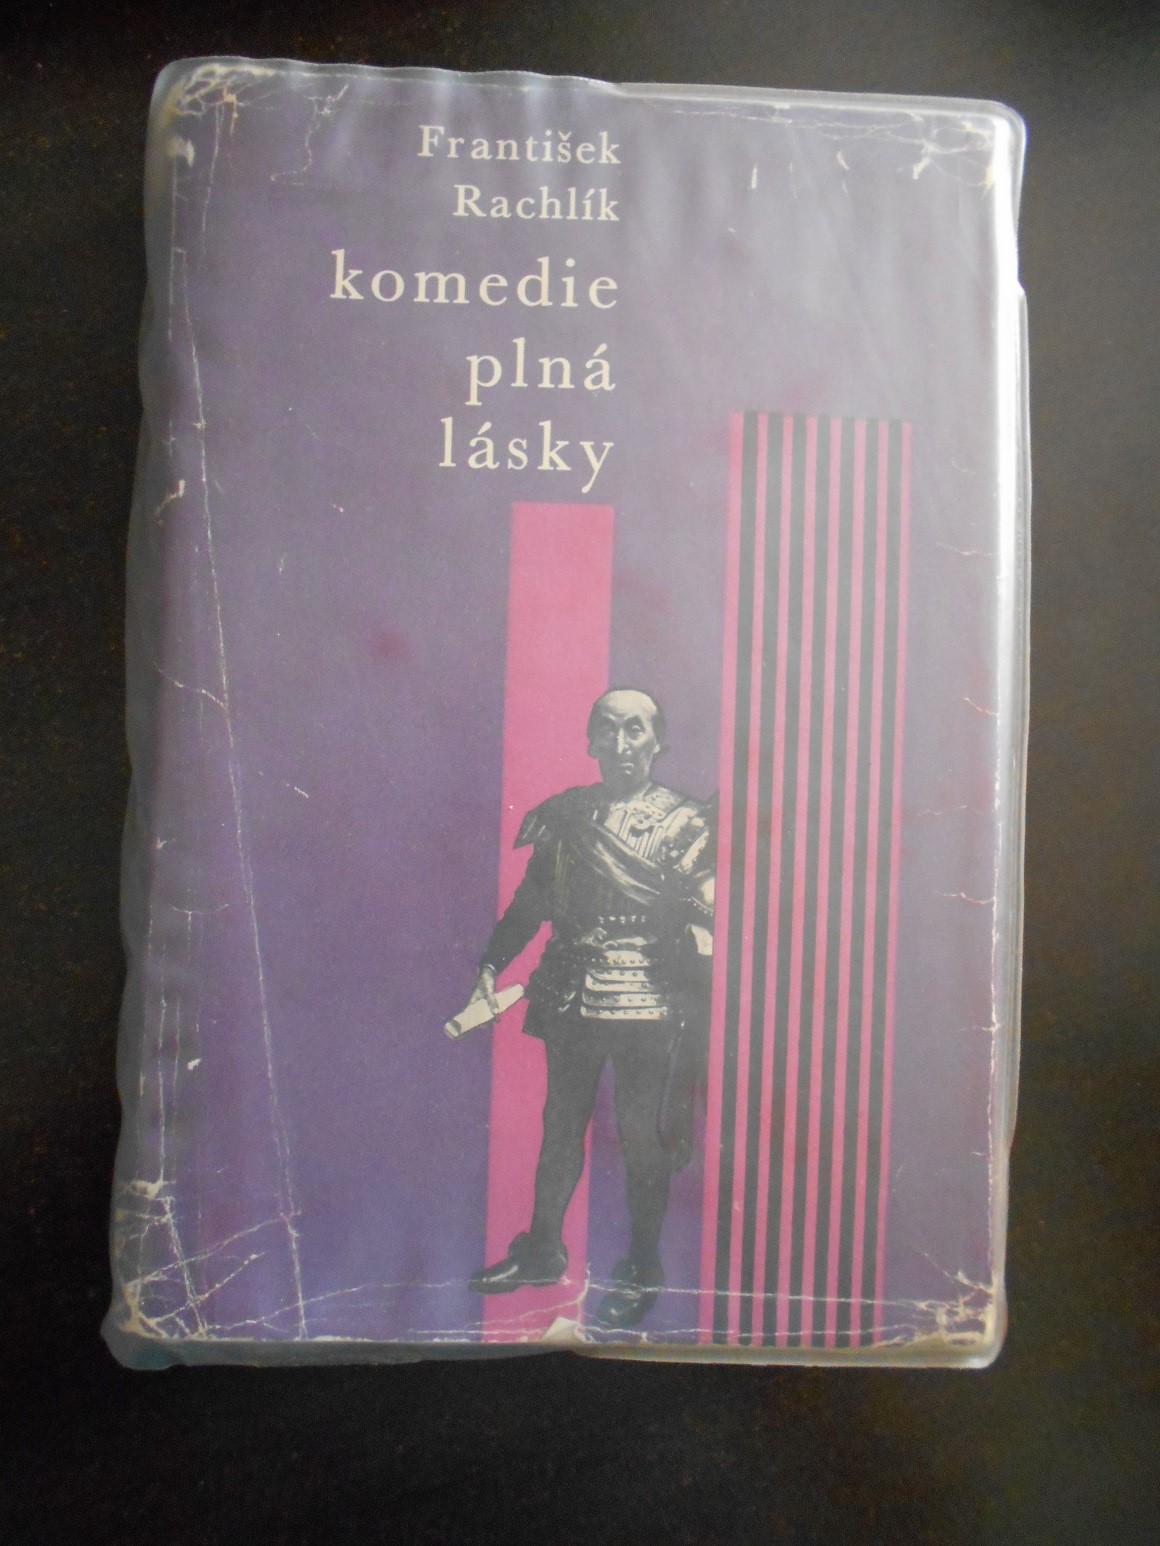 František
Rachlík
komedie
plná
lásky